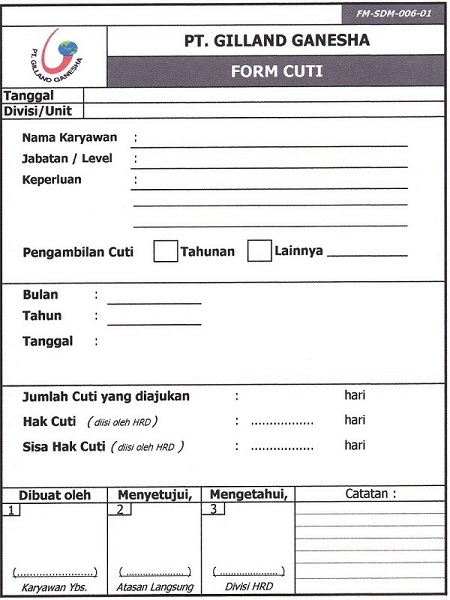 FM-SDM-006-01
PT. GILLAND GANESHA
PT. GILLAND GANESHA
FORM CUTI
Tanggal
Divisi/Unit
Nama Karyawan :
Jabatan / Level :
Keperluan :
Pengambilan Cuti Tahunan Lainnya
Bulan :
Tahun :
Tanggal :
Jumlah Cuti yang diajukan : hari
Hak Cuti ( diisi oleh HRD ) : ................. hari
Sisa Hak Cuti ( diisi oleh HRD ) : ................. hari
Dibuat oleh Menyetujui, Mengetahui, Catatan :
1 2 3
(.....................) (.....................) (.....................)
Karyawan Ybs. Atasan Langsung Divisi HRD